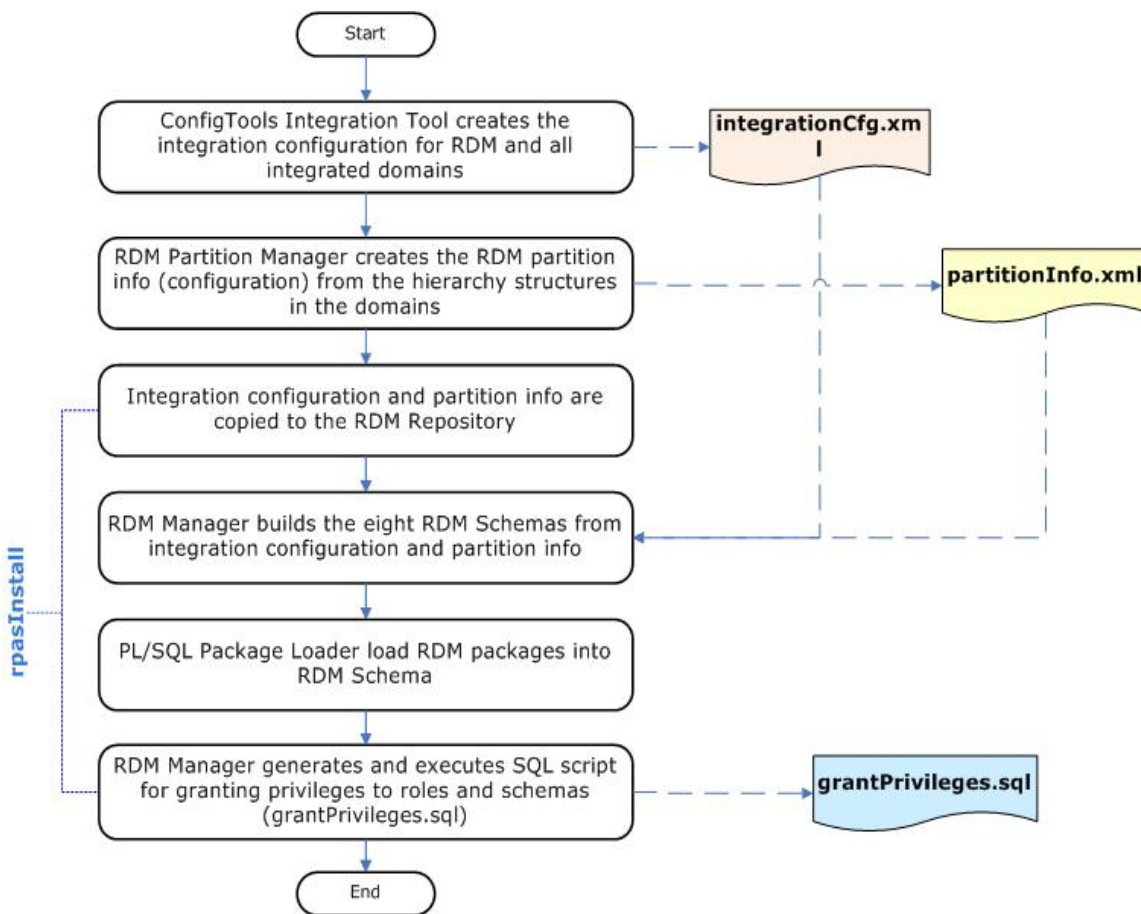 Start
ConfigTools Integration Tool creates the
integration configuration for RDM and all
integrated domains
integrationCfg.xm
l
RDM Partition Manager creates the RDM partition
info (configuration) from the hierarchy structures
in the domains
partitionInfo.xml
Integration configuration and partition info are
copied to the RDM Repository
RDM Manager builds the eight RDM Schemas from
integration configuration and partition info
rpasInstall
PL/SQL Package Loader load RDM packages into
RDM Schema
RDM Manager generates and executes SQL script
for granting privileges to roles and schemas
(grantPrivileges.sql)
grantPrivileges.sql
End